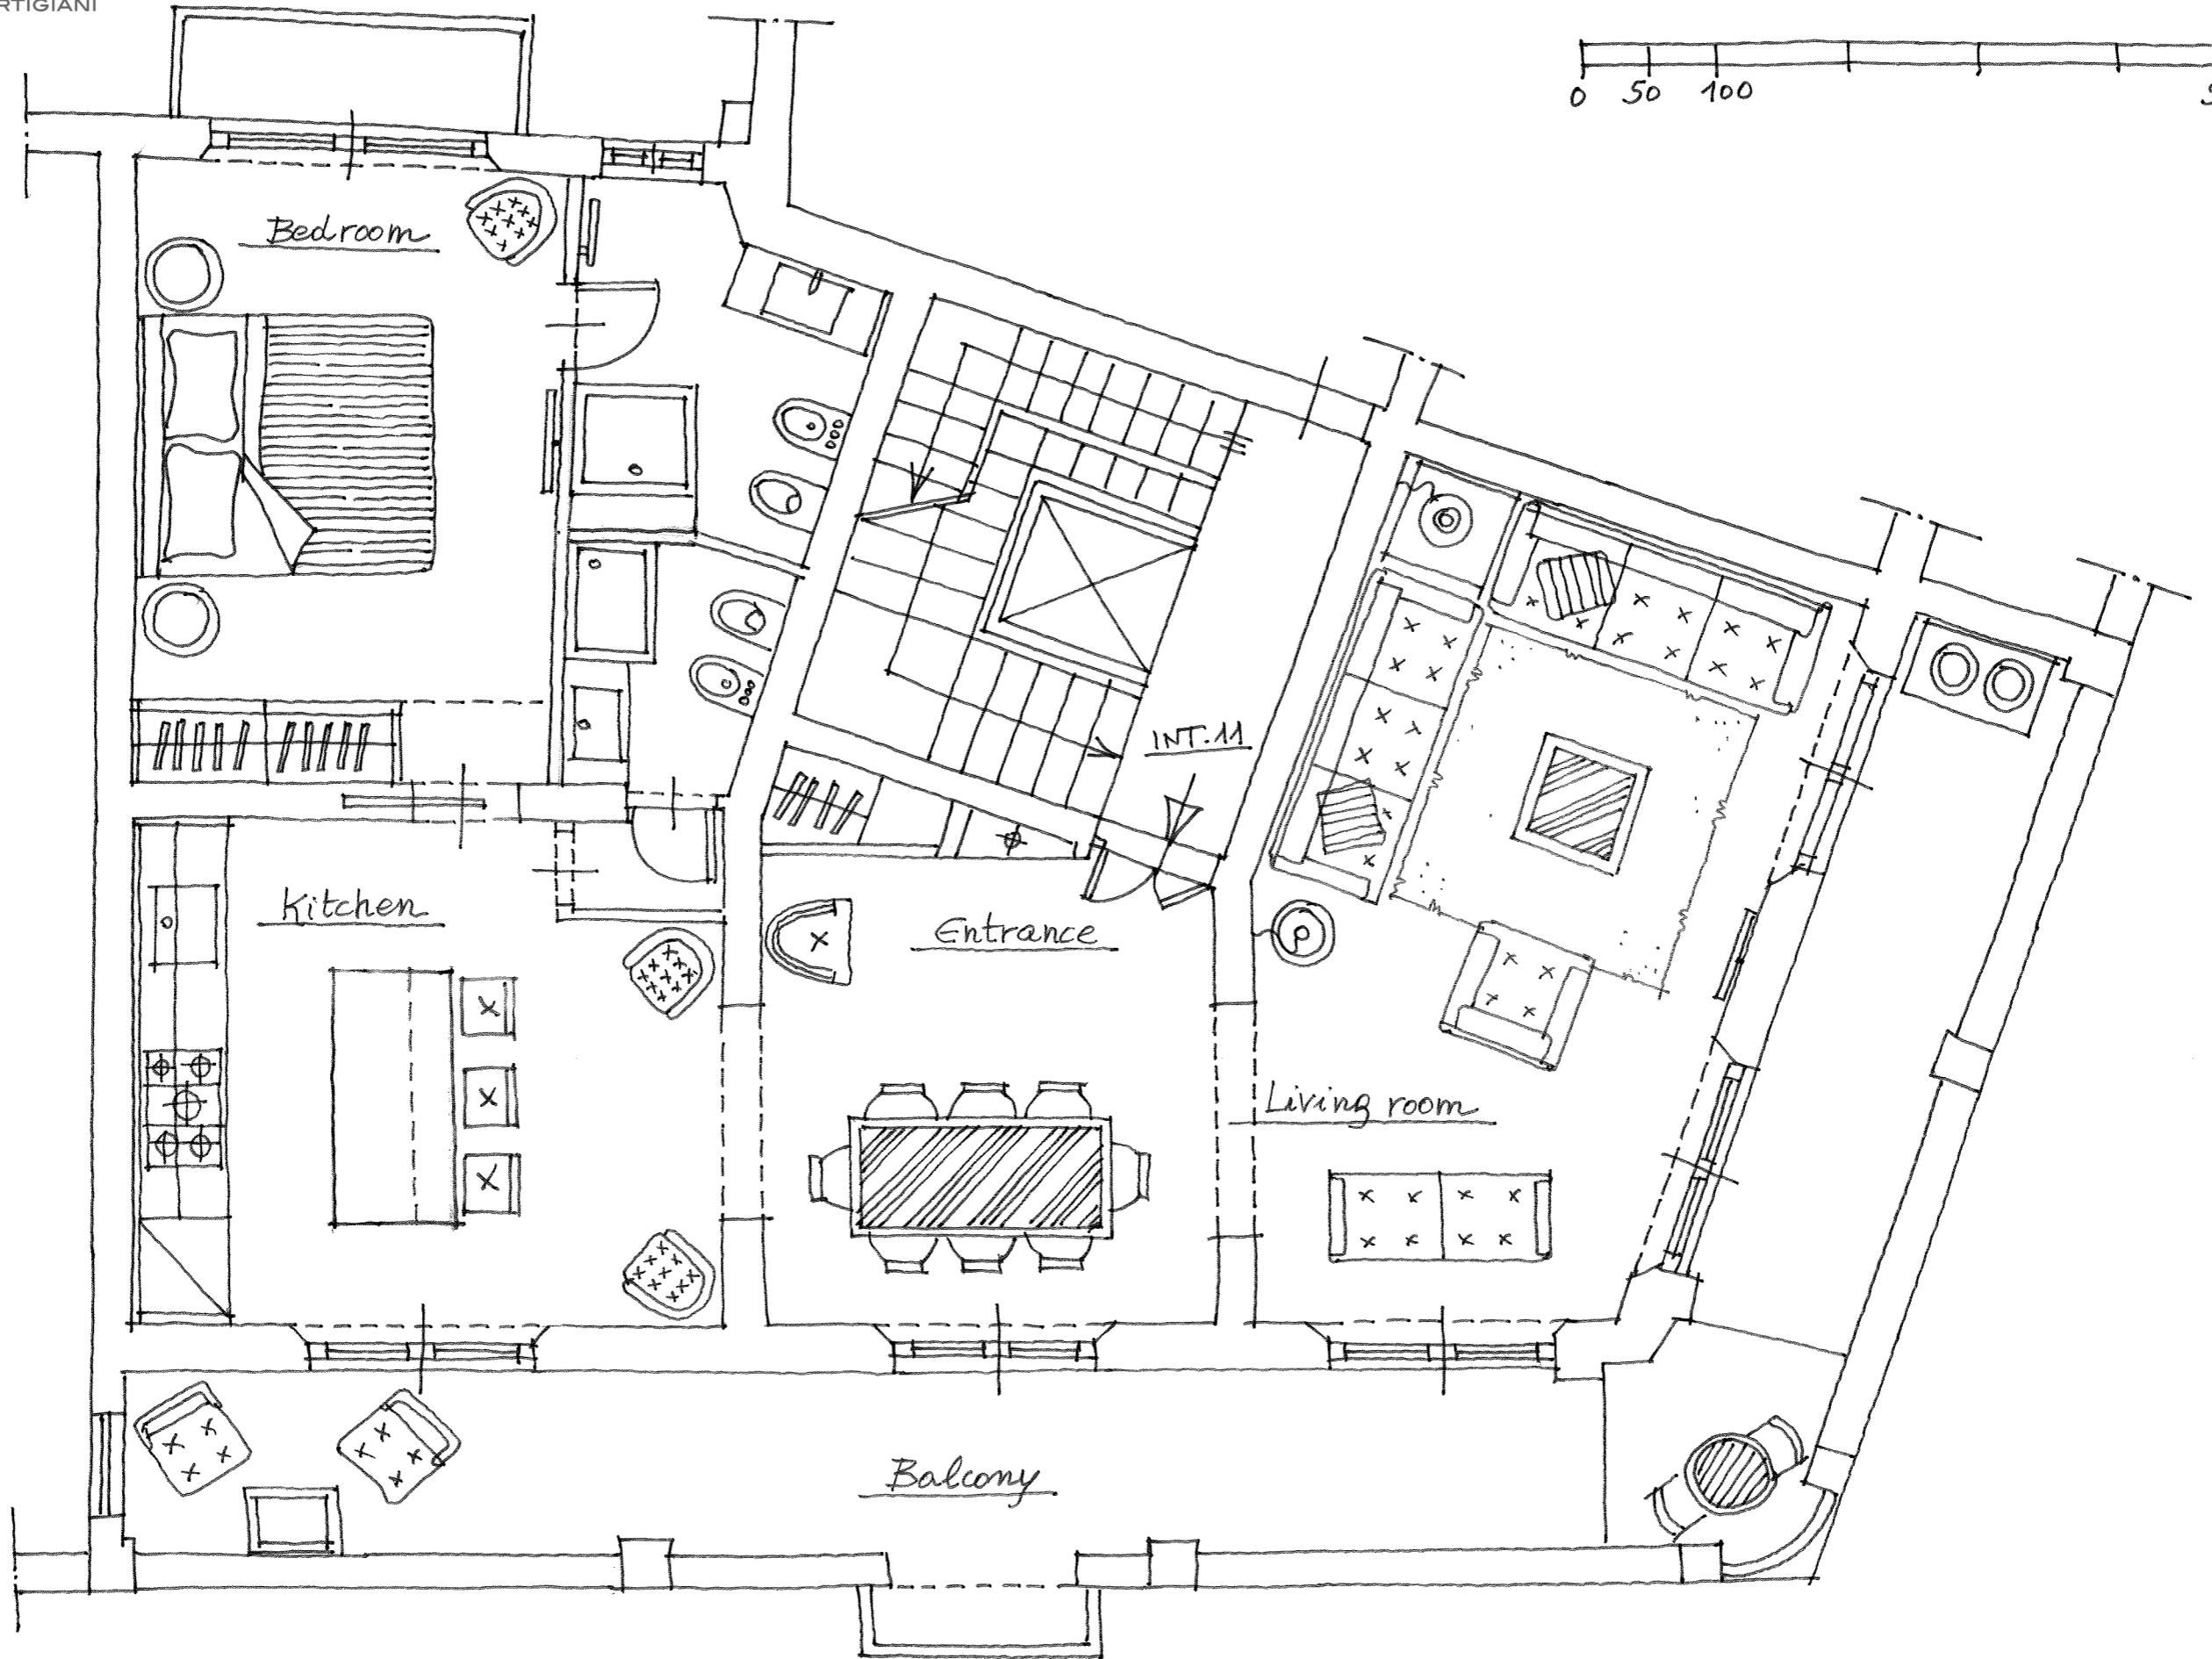 RTIGIANI
0 50 100
Bedroom
INT.11
Kitchen
Entrance
Living room
Balcony